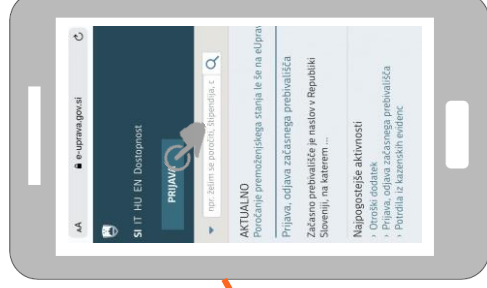 AA e-uprava.gov.si
SI IT HU EN Dostopnost
PRIJAVA
npr. želim se poročiti, štipendija, c
AKTUALNO
Poročanje premoženjskega stanja le še na eUprav
Prijava, odjava začasnega prebivališča
Začasno prebivališče je naslov v Republiki
Sloveniji, na katerem ...
Najpogostejše aktivnosti
› Otroški dodatek
› Prijava, odjava začasnega prebivališča
› Potrdila iz kazenskih evidenc